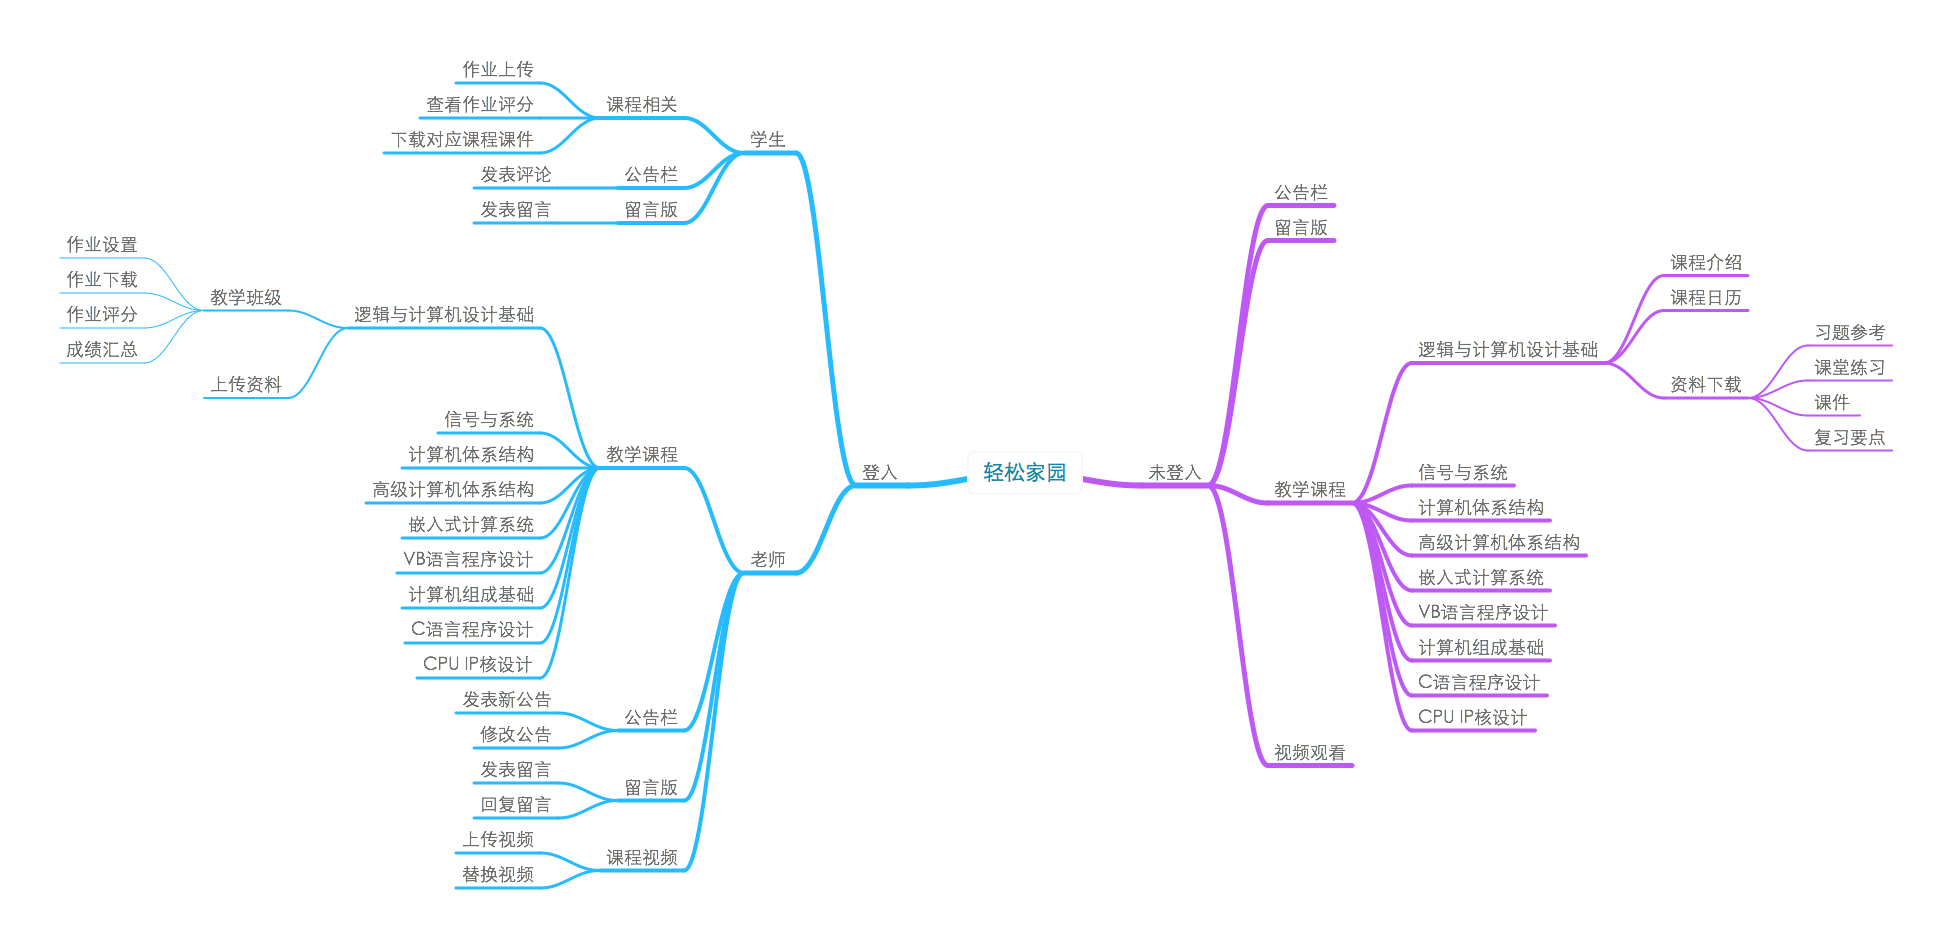 轻松家园
登入
学生
课程相关
作业上传
查看作业评分
下载对应课程课件
公告栏
发表评论
留言版
发表留言
老师
教学课程
逻辑与计算机设计基础
教学班级
作业设置
作业下载
作业评分
成绩汇总
上传资料
信号与系统
计算机体系结构
高级计算机体系结构
嵌入式计算系统
VB语言程序设计
计算机组成基础
C语言程序设计
CPU IP核设计
公告栏
发表新公告
修改公告
留言版
发表留言
回复留言
课程视频
上传视频
替换视频
未登入
公告栏
留言版
教学课程
逻辑与计算机设计基础
课程介绍
课程日历
资料下载
习题参考
课堂练习
课件
复习要点
信号与系统
计算机体系结构
高级计算机体系结构
嵌入式计算系统
VB语言程序设计
计算机组成基础
C语言程序设计
CPU IP核设计
视频观看